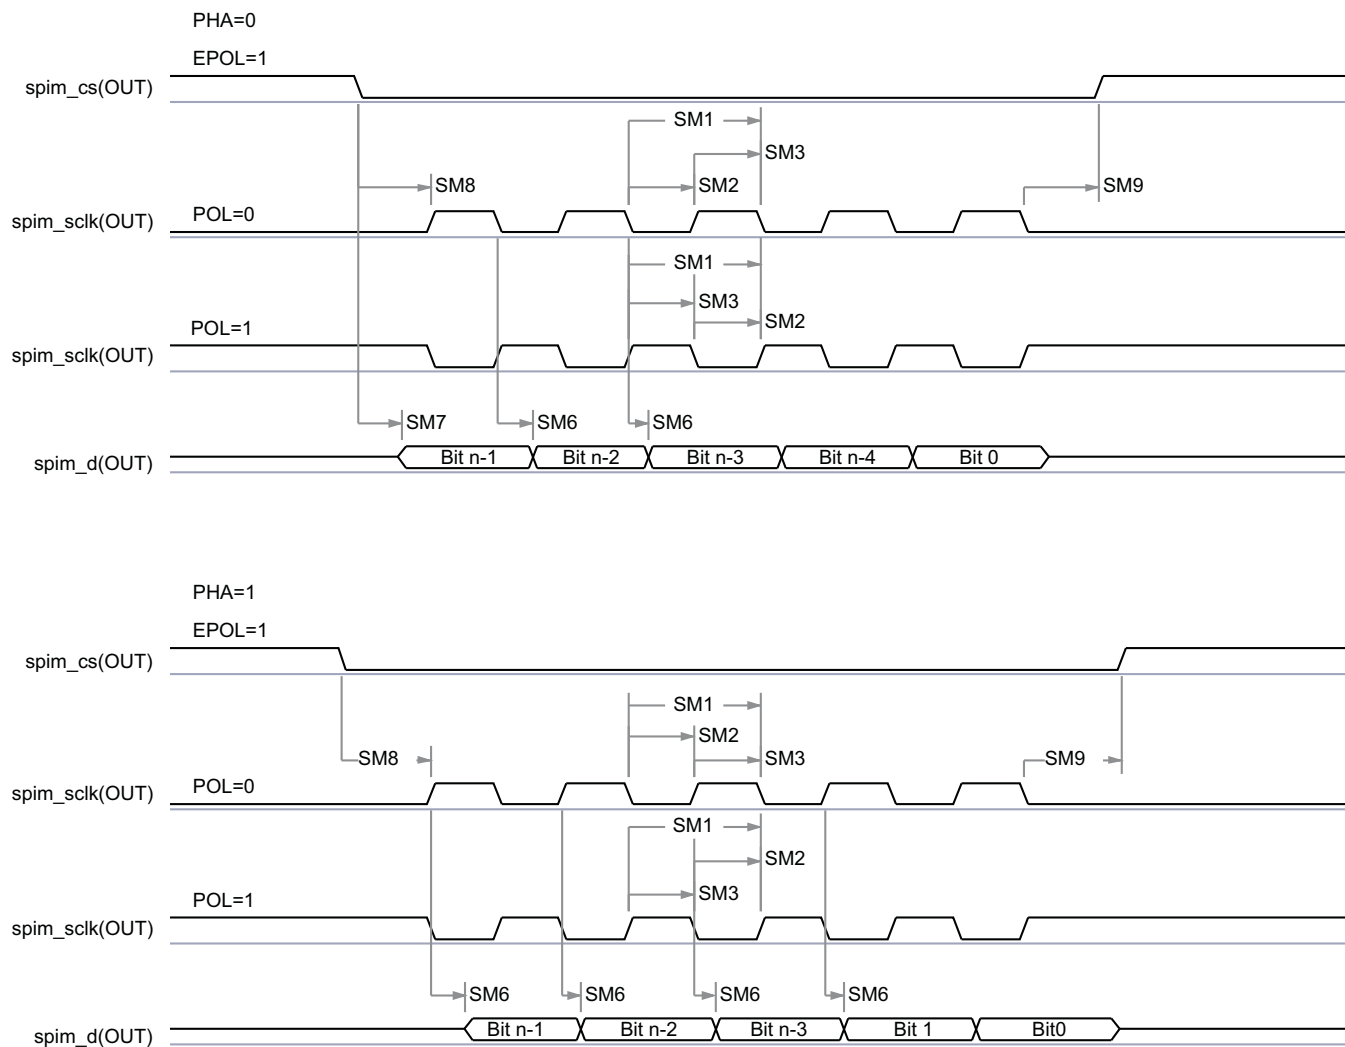 PHA=0
EPOL=1
spim_cs(OUT)
SM1
SM3
SM8
SM2
SM9
POL=0
spim_sclk(OUT)
SM1
SM3
SM2
POL=1
spim_sclk(OUT)
SM7
SM6
SM6
spim_d(OUT)
Bit n-1
Bit n-2
Bit n-3
Bit n-4
Bit 0
PHA=1
EPOL=1
spim_cs(OUT)
SM1
SM2
SM8
SM3
SM9
POL=0
spim_sclk(OUT)
SM1
SM2
SM3
POL=1
spim_sclk(OUT)
SM6
SM6
SM6
SM6
spim_d(OUT)
Bit n-1
Bit n-2
Bit n-3
Bit 1
Bit0